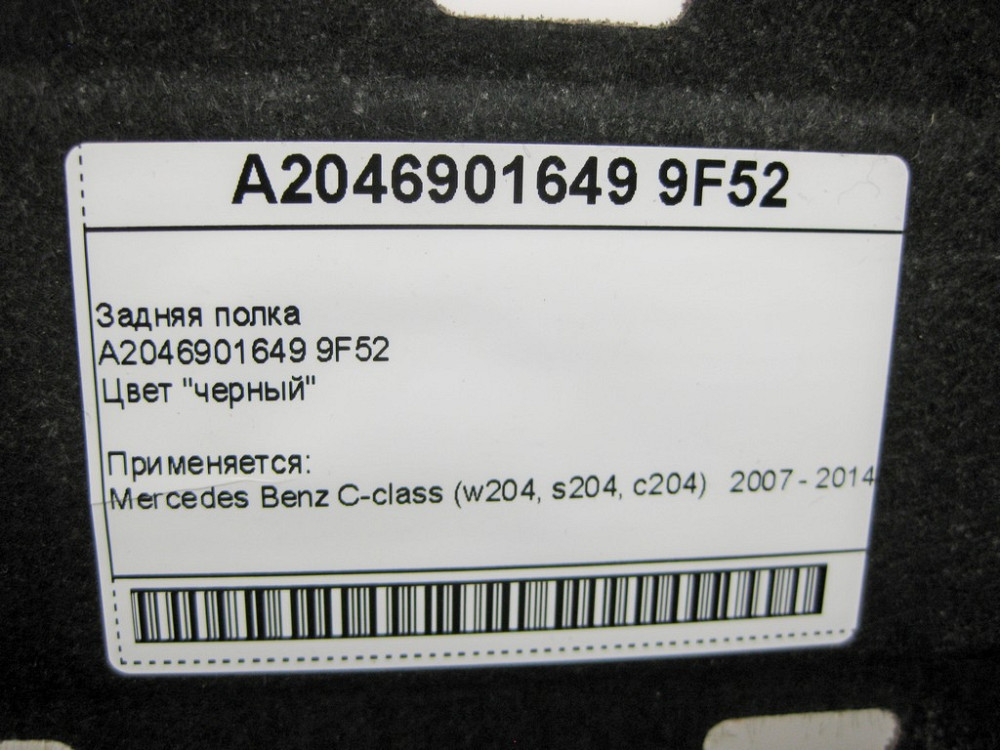 A2046901649 9F52
Задняя полка
A2046901649 9F52
Цвет "черный"
Применяется:
Mercedes Benz C-class (w204, s204, c204) 2007 - 2014